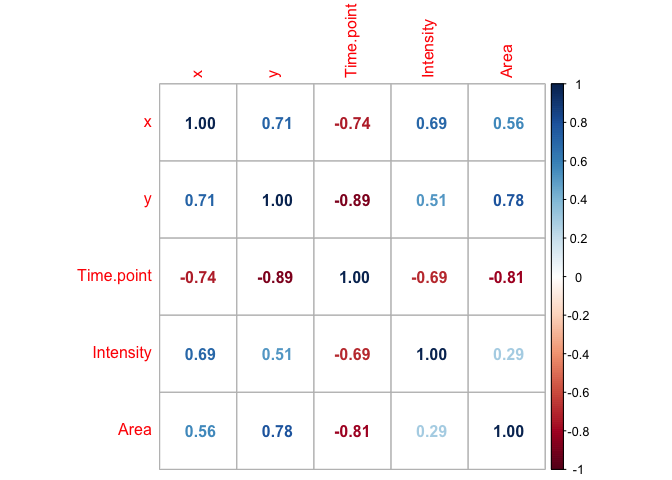 x y Time.point Intensity Area
x 1.00 0.71 -0.74 0.69 0.56
y 0.71 1.00 -0.89 0.51 0.78
Time.point -0.74 -0.89 1.00 -0.69 -0.81
Intensity 0.69 0.51 -0.69 1.00 0.29
Area 0.56 0.78 -0.81 0.29 1.00
1
0.8
0.6
0.4
0.2
0
-0.2
-0.4
-0.6
-0.8
-1